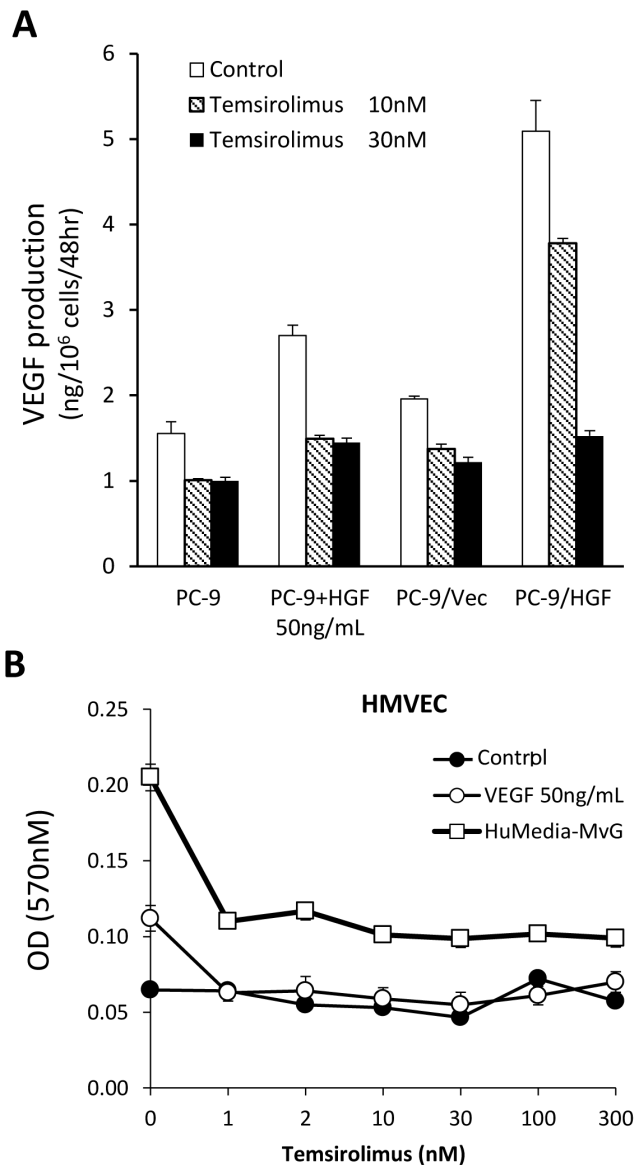 A
6
5
4
3
2
1
0
VEGF production
(ng/10⁶ cells/48hr)
Control
Temsirolimus 10nM
Temsirolimus 30nM
PC-9
PC-9+HGF
50ng/mL
PC-9/Vec
PC-9/HGF
B
HMVEC
0.25
0.20
0.15
0.10
0.05
0.00
OD (570nM)
Contrpl
VEGF 50ng/mL
HuMedia-MvG
0 1 2 10 30 100 300
Temsirolimus (nM)